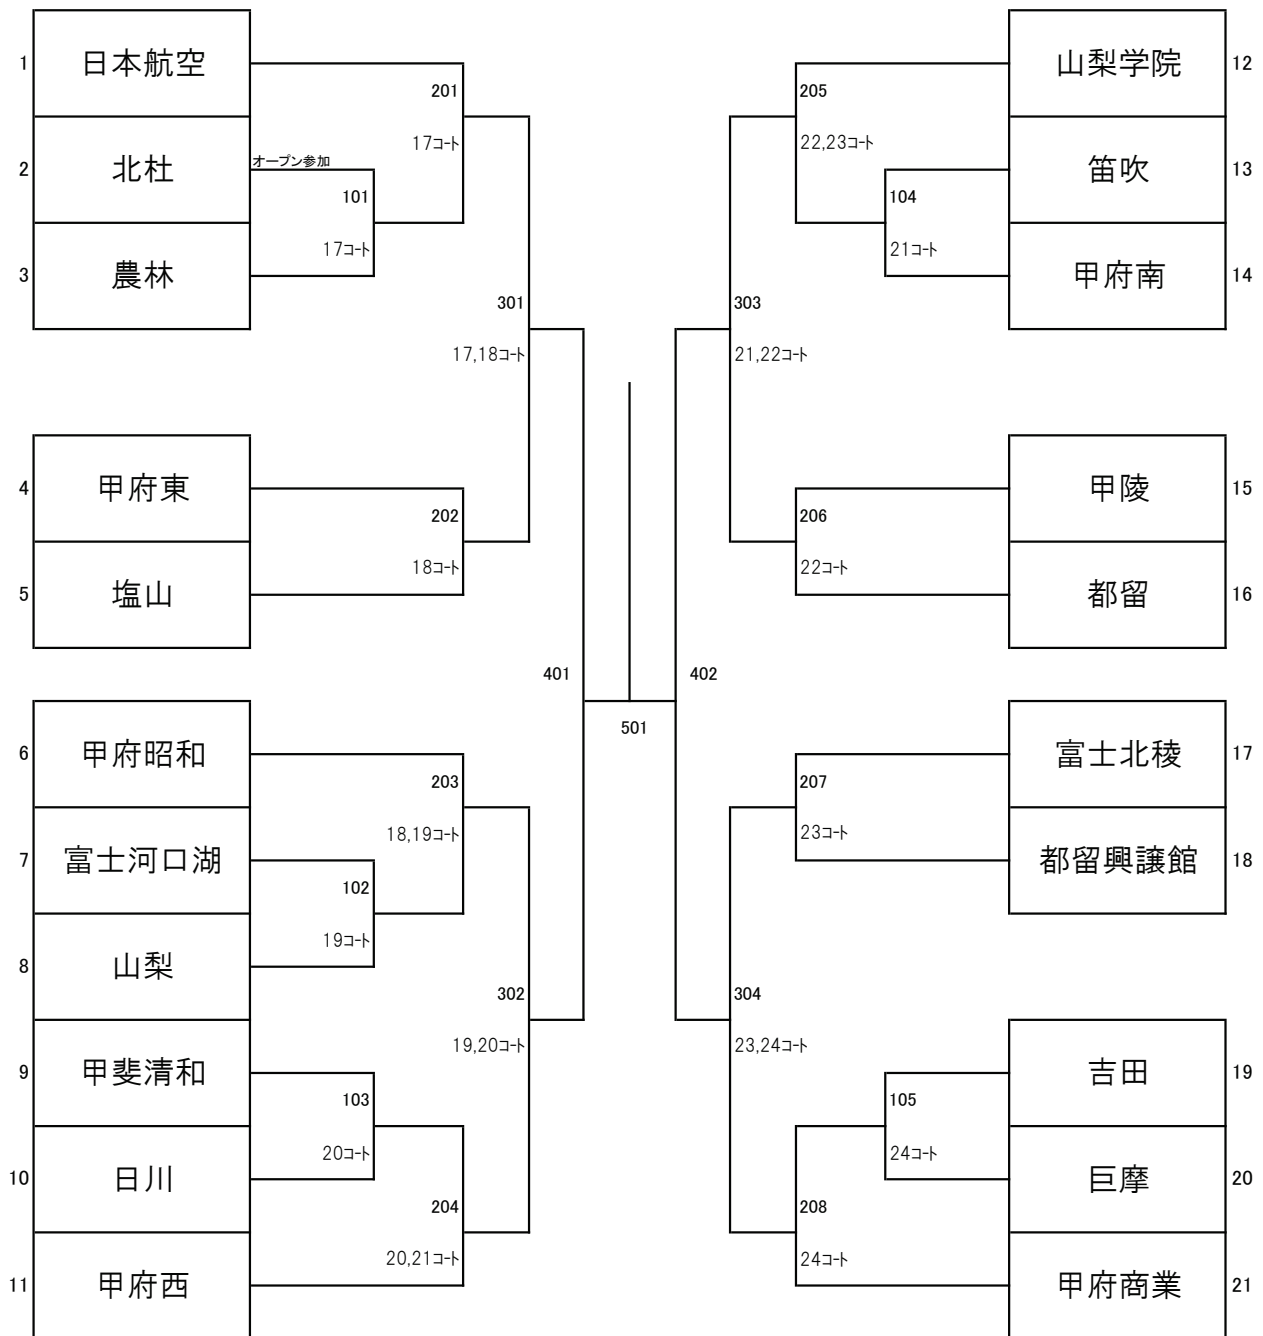 1 日本航空
201
17コート
2 北杜
オープン参加
101
17コート
3 農林
301
17,18コート
4 甲府東
202
18コート
5 塩山
401
6 甲府昭和
203
18,19コート
7 富士河口湖
102
19コート
8 山梨
302
19,20コート
9 甲斐清和
103
20コート
10 日川
204
20,21コート
11 甲府西
501
山梨学院 12
205
22,23コート
笛吹 13
104
21コート
甲府南 14
303
21,22コート
甲陵 15
206
22コート
都留 16
402
富士北稜 17
207
23コート
都留興譲館 18
304
23,24コート
吉田 19
105
24コート
巨摩 20
208
24コート
甲府商業 21